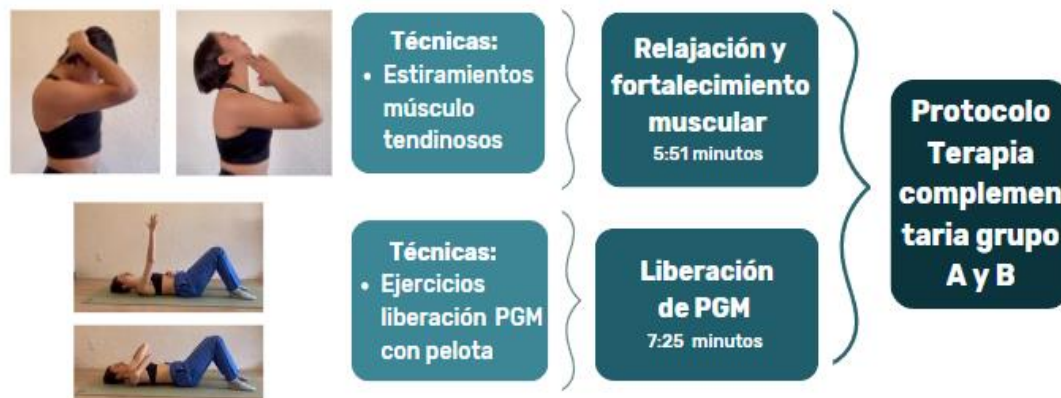 Técnicas:
• Estiramientos
músculo
tendinosos
Relajación y
fortalecimiento
muscular
5:51 minutos
Técnicas:
• Ejercicios
liberación PGM
con pelota
Liberación
de PGM
7:25 minutos
Protocolo
Terapia
complemen
taria grupo
A y B